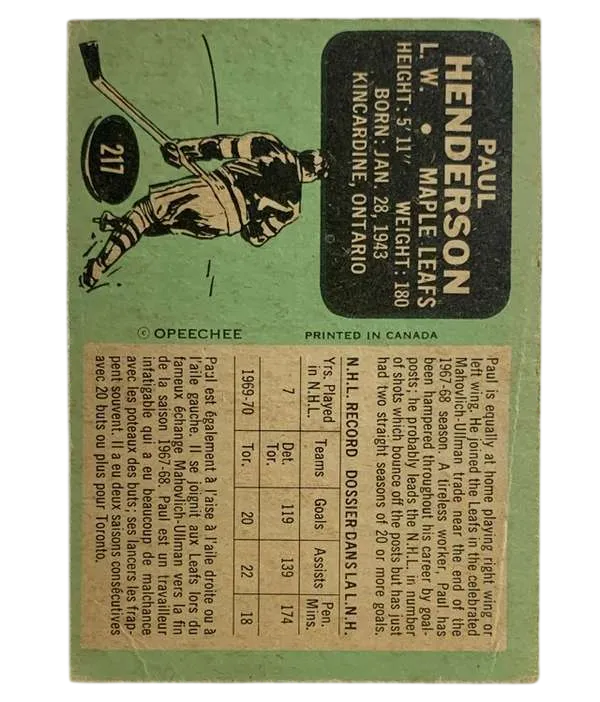 PAUL
HENDERSON
L. W. • MAPLE LEAFS
HEIGHT: 5'11" WEIGHT: 180
BORN: JAN. 28, 1943
KINCARDINE, ONTARIO
217
© OPEECHEE
PRINTED IN CANADA
Paul is equally at home playing right wing or
left wing. He joined the Leafs in the celebrated
Mahovlich-Ullman trade near the end of the
1967-68 season. A tireless worker, Paul has
been hampered throughout his career by goal-
posts; he probably leads the N.H.L. in number
of shots which bounce off the posts but has just
had two straight seasons of 20 or more goals.
N.H.L. RECORD DOSSIER DANS LA L.N.H.
Yrs. Played Teams Goals Assists Pen.
in N.H.L. Mins.
7 Det. 119 139 174
Tor.
1969-70 Tor. 20 22 18
Paul est également à l'aise à l'aile droite ou à
l'aile gauche. Il se joignit aux Leafs lors du
fameux échange Mahovlich-Ullman vers la fin
de la saison 1967-68. Paul est un travailleur
infatigable qui a eu beaucoup de malchance
avec les poteaux des buts; ses lancers les frap-
pent souvent. Il a eu deux saisons consécutives
avec 20 buts ou plus pour Toronto.